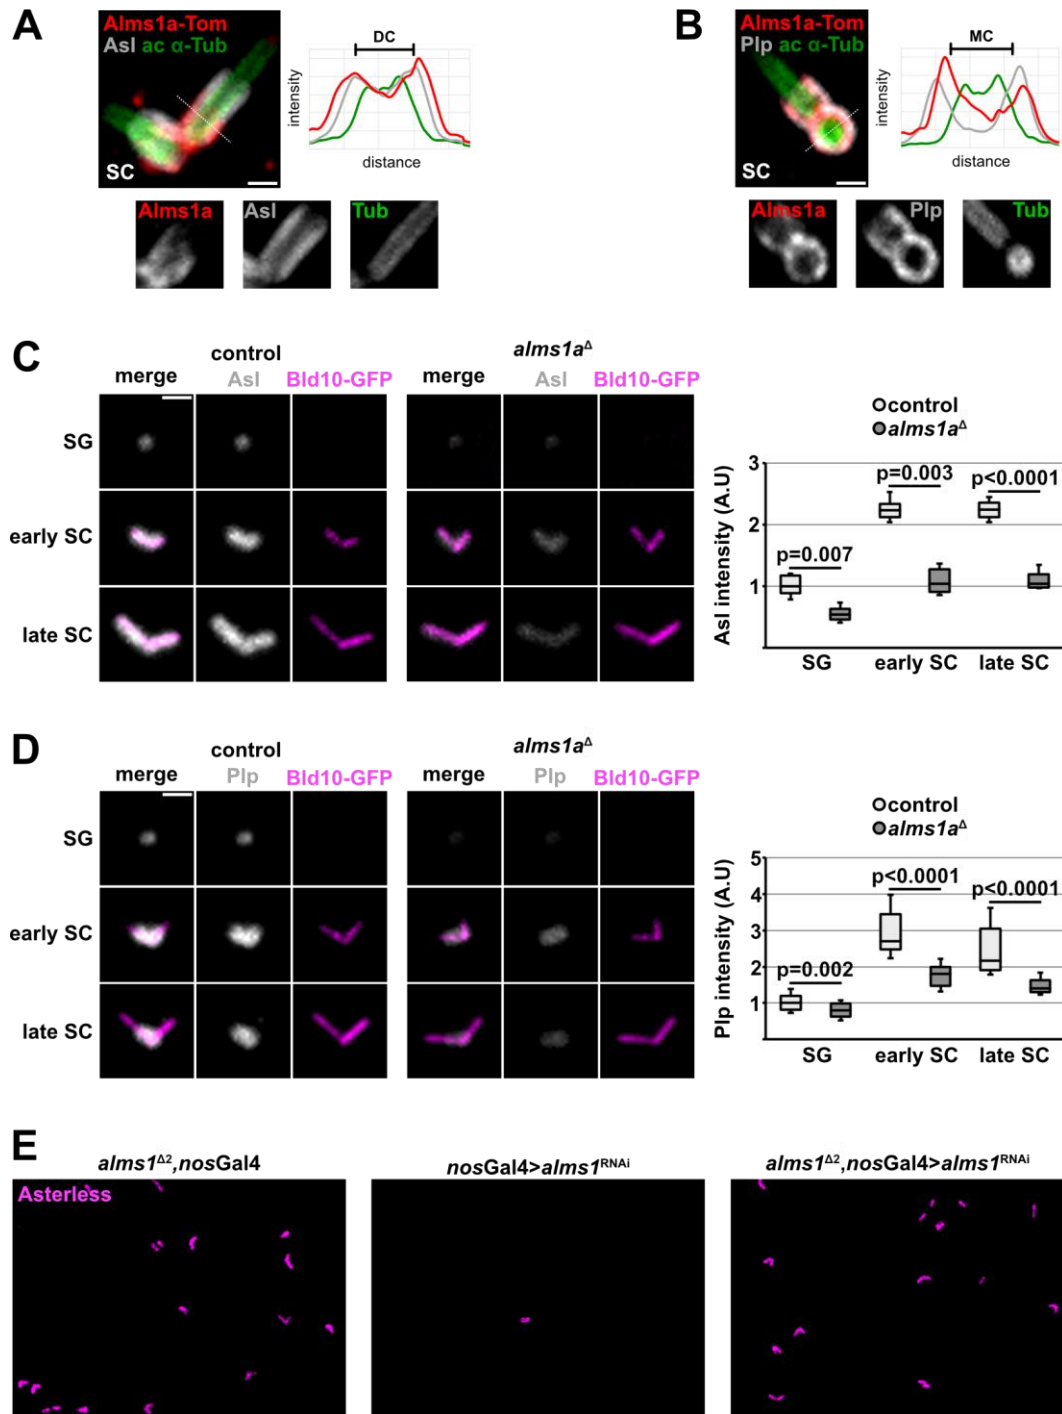 A
Alms1a-Tom
Asl ac α-Tub
SC
DC
intensity
distance
Alms1a
Asl
Tub
B
Alms1a-Tom
Plp ac α-Tub
SC
MC
intensity
distance
Alms1a
Plp
Tub
C
control
alms1aΔ
merge Asl Bld10-GFP
merge Asl Bld10-GFP
SG
early SC
late SC
control
alms1aΔ
Asl intensity (A.U)
3
2
1
p=0.007
p=0.003
p<0.0001
SG early SC late SC
D
control
alms1aΔ
merge Plp Bld10-GFP
merge Plp Bld10-GFP
SG
early SC
late SC
control
alms1aΔ
Plp intensity (A.U)
5
4
3
2
1
p=0.002
p<0.0001
p<0.0001
SG early SC late SC
E
alms1Δ2,nosGal4
nosGal4>alms1RNAi
alms1Δ2,nosGal4>alms1RNAi
Asterless